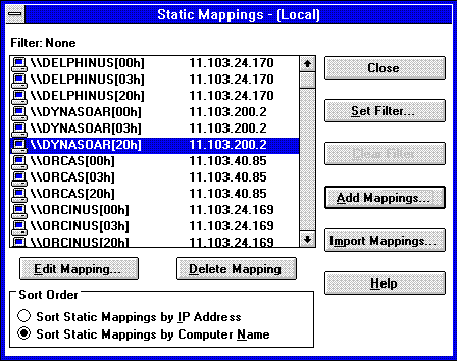 Static Mappings - (Local)
Filter: None
\\DELPHINUS[00h] 11.103.24.170
\\DELPHINUS[03h] 11.103.24.170
\\DELPHINUS[20h] 11.103.24.170
\\DYNASOAR[00h] 11.103.200.2
\\DYNASOAR[03h] 11.103.200.2
\\DYNASOAR[20h] 11.103.200.2
\\ORCAS[00h] 11.103.40.85
\\ORCAS[03h] 11.103.40.85
\\ORCAS[20h] 11.103.40.85
\\ORCINUS[00h] 11.103.24.169
\\ORCINUS[03h] 11.103.24.169
\\ORCINUS[20h] 11.103.24.169
Close
Set Filter...
Clear Filter
Add Mappings...
Import Mappings...
Help
Edit Mapping...
Delete Mapping
Sort Order
Sort Static Mappings by IP Address
Sort Static Mappings by Computer Name